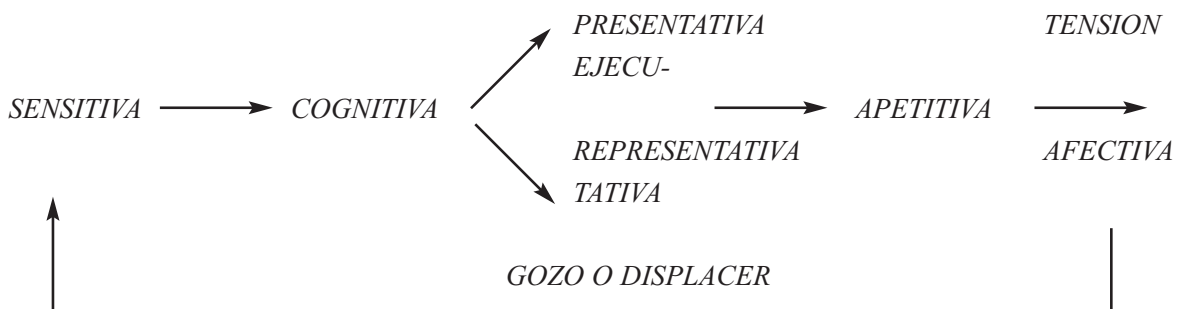 PRESENTATIVA TENSION
EJECU-
SENSITIVA COGNITIVA APETITIVA
REPRESENTATIVA AFECTIVA
TATIVA
GOZO O DISPLACER